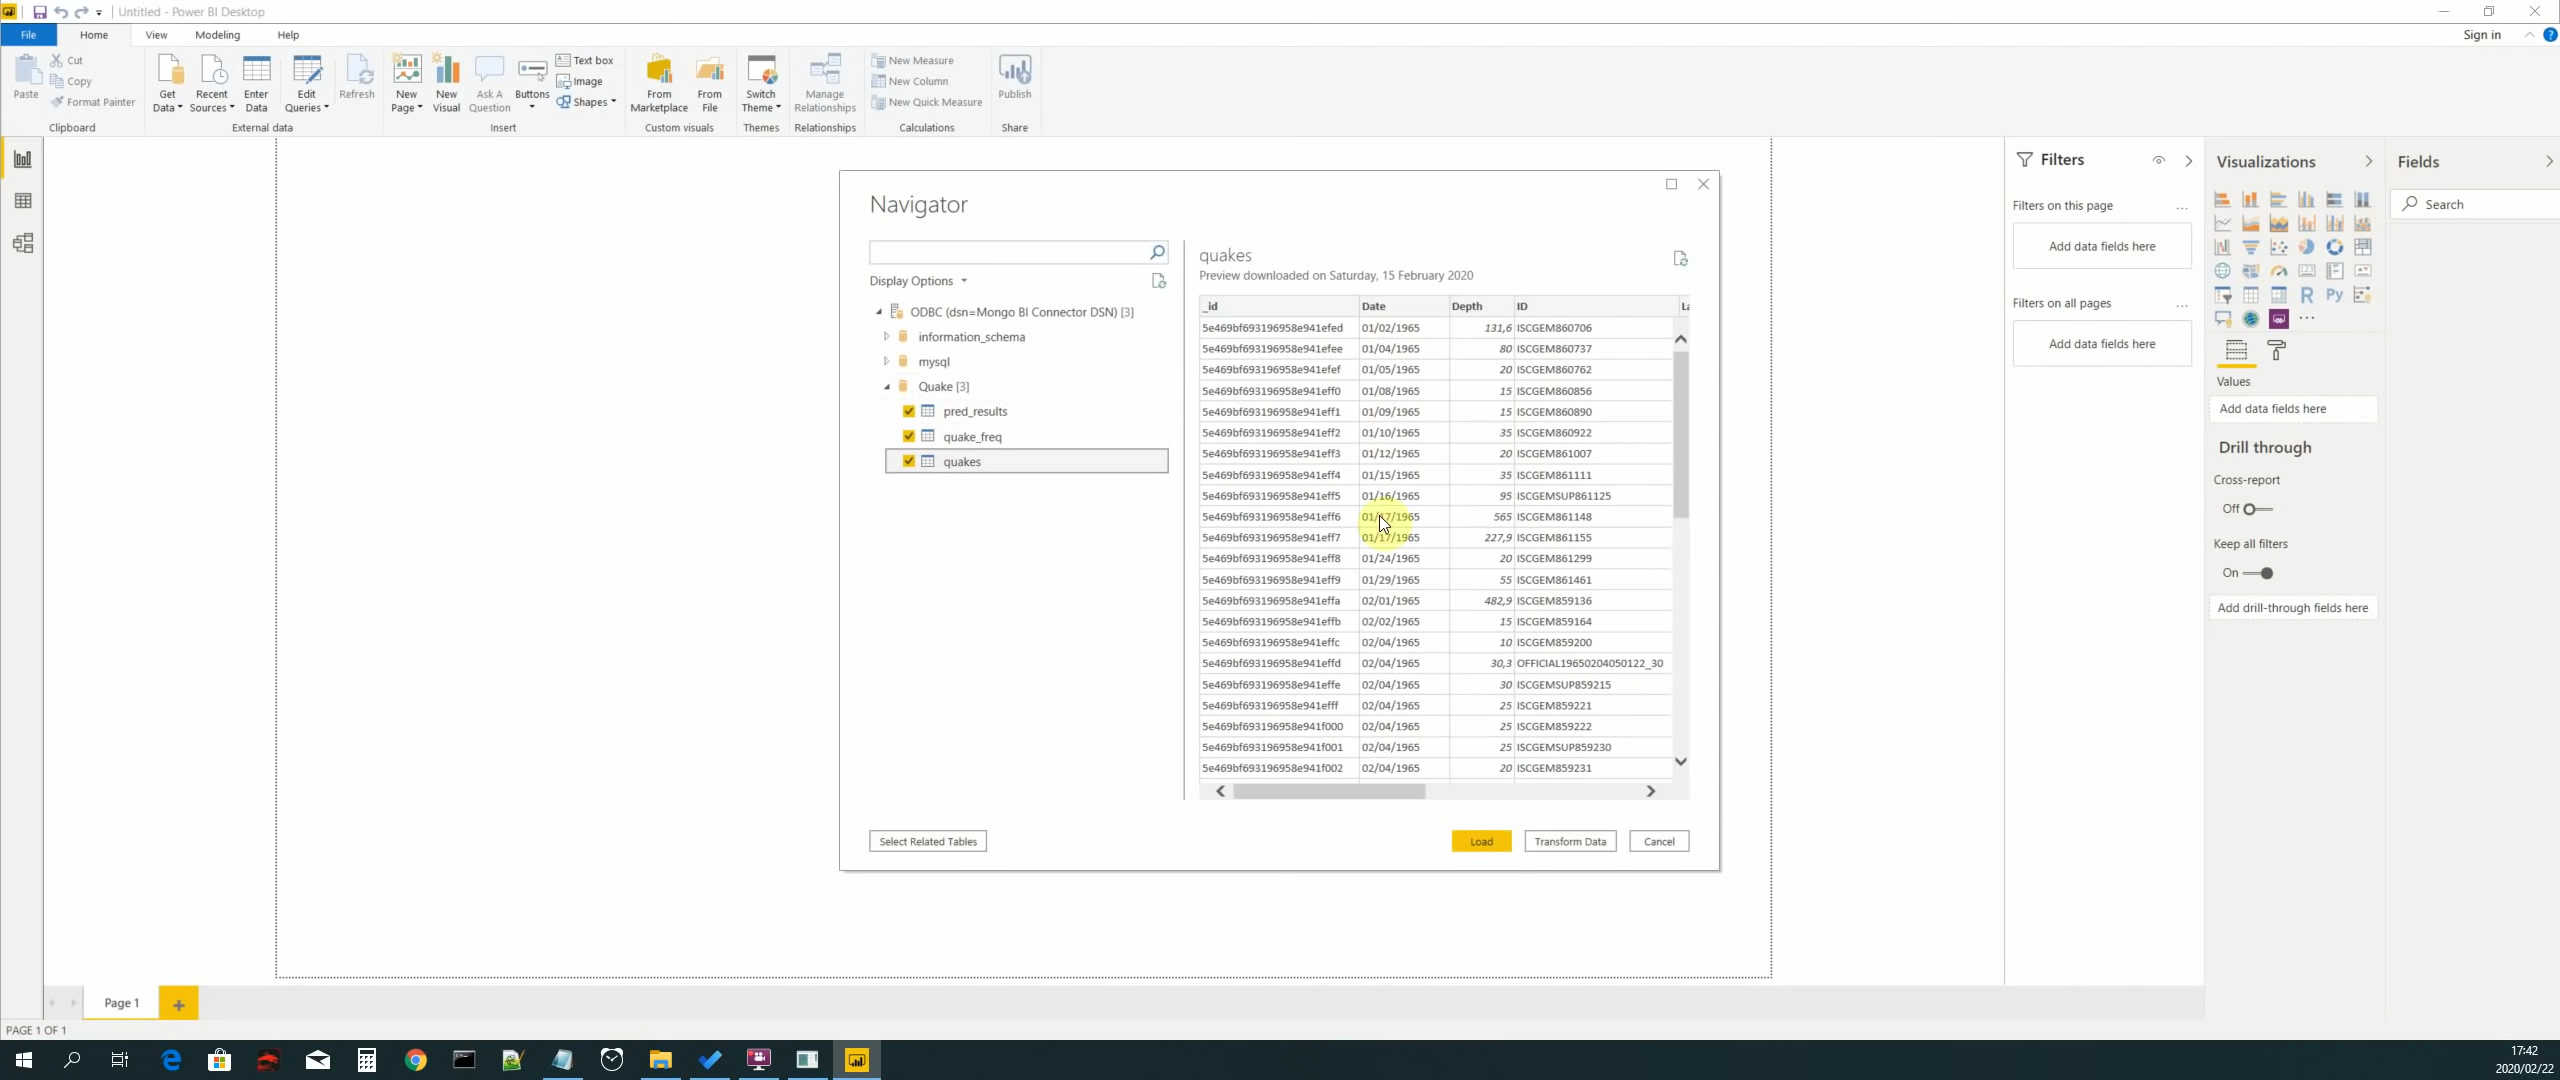 Untitled - Power BI Desktop
File Home View Modeling Help Sign in
Paste Cut Copy Format Painter
Get Data Recent Sources Enter Data Edit Queries Refresh
New Page New Visual Ask A Question Buttons Text box Image Shapes
From Marketplace From File Switch Theme Manage Relationships
New Measure New Column New Quick Measure Publish
Clipboard External data Insert Custom visuals Themes Relationships Calculations Share
Navigator
Display Options
ODBC (dsn=Mongo BI Connector DSN) [3]
information_schema
mysql
Quake [3]
pred_results
quake_freq
quakes
quakes
Preview downloaded on Saturday, 15 February 2020
_id Date Depth ID
5e469bf693196958e941efed 01/02/1965 131,6 ISCGEM860706
5e469bf693196958e941efee 01/04/1965 80 ISCGEM860737
5e469bf693196958e941efef 01/05/1965 20 ISCGEM860762
5e469bf693196958e941eff0 01/08/1965 15 ISCGEM860856
5e469bf693196958e941eff1 01/09/1965 15 ISCGEM860890
5e469bf693196958e941eff2 01/10/1965 35 ISCGEM860922
5e469bf693196958e941eff3 01/12/1965 20 ISCGEM861007
5e469bf693196958e941eff4 01/15/1965 35 ISCGEM861111
5e469bf693196958e941eff5 01/16/1965 95 ISCGEMSUP861125
5e469bf693196958e941eff6 01/17/1965 565 ISCGEM861148
5e469bf693196958e941eff7 01/17/1965 227,9 ISCGEM861155
5e469bf693196958e941eff8 01/24/1965 20 ISCGEM861299
5e469bf693196958e941eff9 01/29/1965 55 ISCGEM861461
5e469bf693196958e941effa 02/01/1965 482,9 ISCGEM859136
5e469bf693196958e941effb 02/02/1965 15 ISCGEM859164
5e469bf693196958e941effc 02/04/1965 10 ISCGEM859200
5e469bf693196958e941effd 02/04/1965 30,3 OFFICIAL19650204050122_30
5e469bf693196958e941effe 02/04/1965 30 ISCGEMSUP859215
5e469bf693196958e941efff 02/04/1965 25 ISCGEM859221
5e469bf693196958e941f000 02/04/1965 25 ISCGEM859222
5e469bf693196958e941f001 02/04/1965 25 ISCGEMSUP859230
5e469bf693196958e941f002 02/04/1965 20 ISCGEM859231
Select Related Tables Load Transform Data Cancel
Filters
Filters on this page ...
Add data fields here
Filters on all pages ...
Add data fields here
Visualizations
R Py
Values
Add data fields here
Drill through
Cross-report
Off
Keep all filters
On
Add drill-through fields here
Fields
Search
Page 1
PAGE 1 OF 1
17:42
2020/02/22